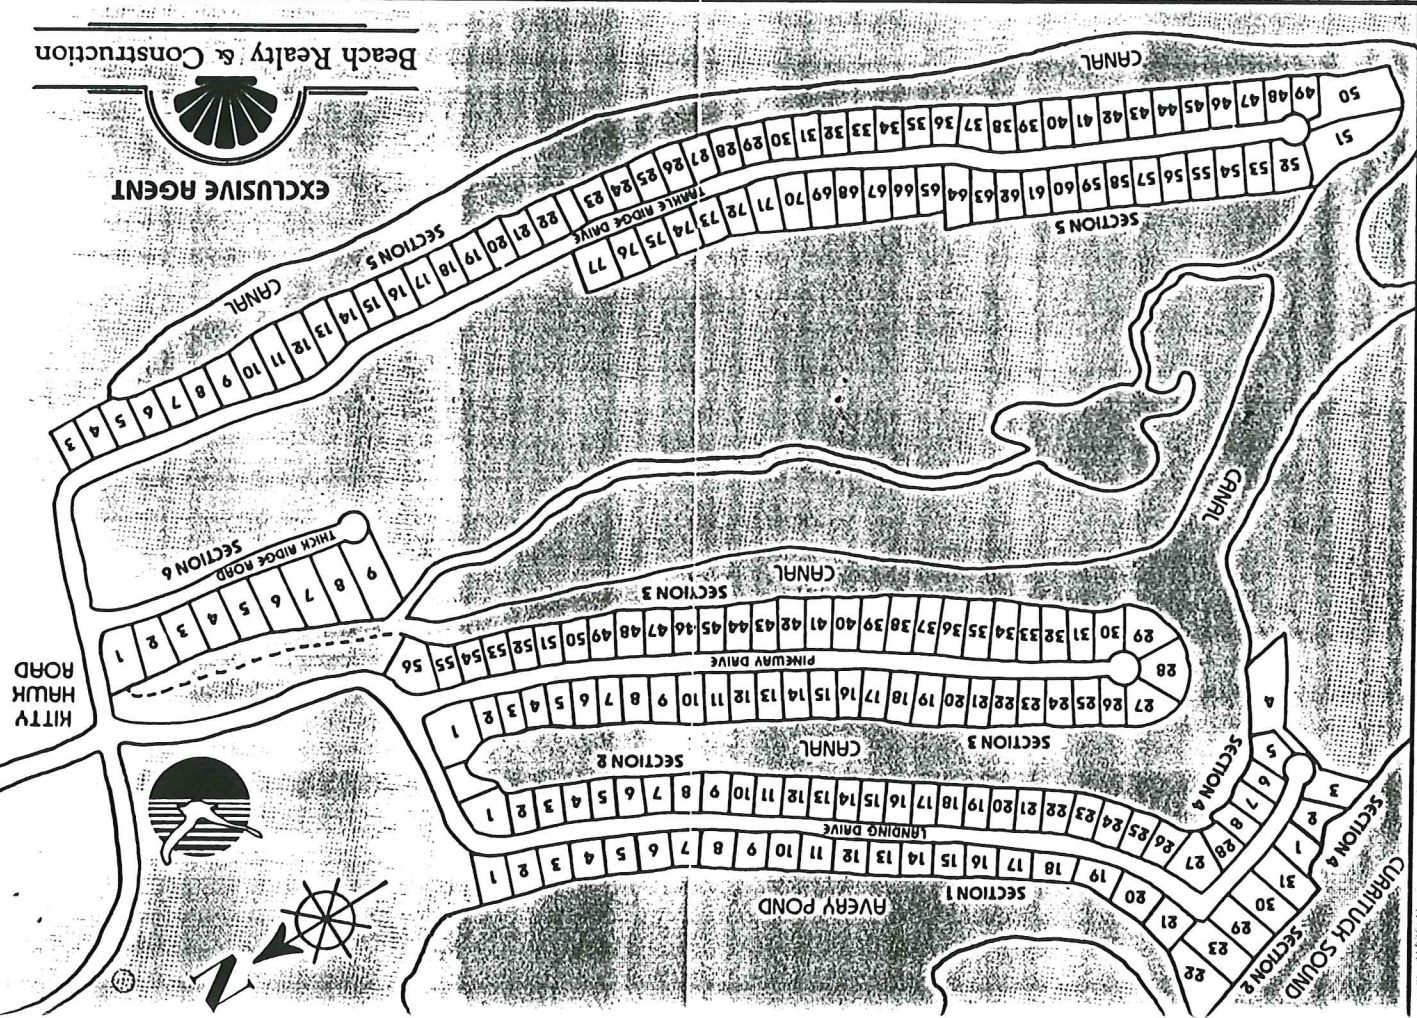 N
CURRITUCK SOUND
SECTION 2
22 23 29 30 31
SECTION 4
1 2 3
AVERY POND
SECTION 1
21 20 19 18 17 16 15 14 13 12 11 10 9 8 7 6 5 4 3 2 1
LANDING DRIVE
28 27 26 25 24 23 22 21 20 19 18 17 16 15 14 13 12 11 10 9 8 7 6 5 4 3 2 1
SECTION 2
8 7 6 5 4
SECTION 4
CANAL
SECTION 3
27 26 25 24 23 22 21 20 19 18 17 16 15 14 13 12 11 10 9 8 7 6 5 4 3 2 1
PINEWAY DRIVE
28 29 30 31 32 33 34 35 36 37 38 39 40 41 42 43 44 45 46 47 48 49 50 51 52 53 54 55 56
SECTION 3
CANAL
CANAL
KITTY
HAWK
ROAD
9 8 7 6 5 4 3 2 1
THICK RIDGE ROAD
SECTION 6
SECTION 5
52 53 54 55 56 57 58 59 60 61 62 63 64 65 66 67 68 69 70 71 72 73 74 75 76 77
TARKLE RIDGE DRIVE
51 50 49 48 47 46 45 44 43 42 41 40 39 38 37 36 35 34 33 32 31 30 29 28 27 26 25 24 23 22 21 20 19 18 17 16 15 14 13 12 11 10 9 8 7 6 5 4 3
SECTION 5
CANAL
CANAL
EXCLUSIVE AGENT
Beach Realty & Construction